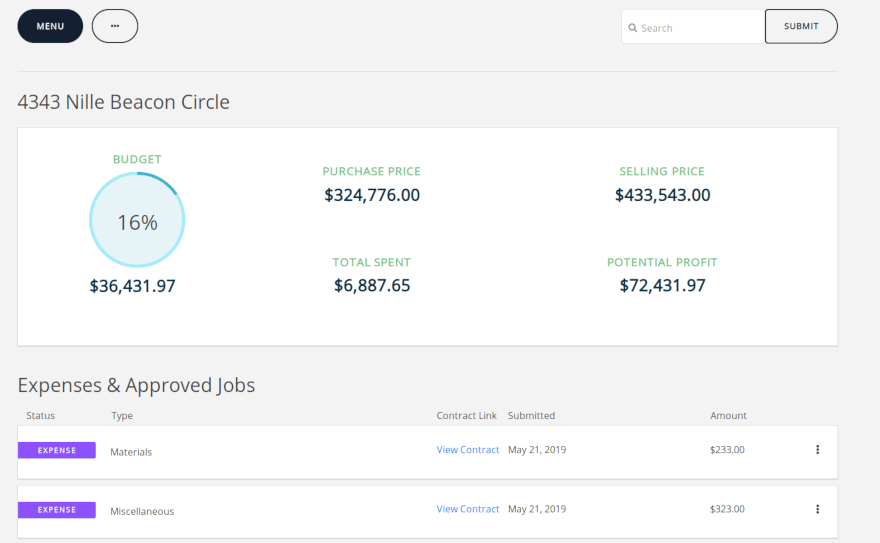 MENU
···
Search
SUBMIT
4343 Nille Beacon Circle
BUDGET
16%
$36,431.97
PURCHASE PRICE
$324,776.00
SELLING PRICE
$433,543.00
TOTAL SPENT
$6,887.65
POTENTIAL PROFIT
$72,431.97
Expenses & Approved Jobs
Status Type Contract Link Submitted Amount
EXPENSE Materials View Contract May 21, 2019 $233.00
EXPENSE Miscellaneous View Contract May 21, 2019 $323.00